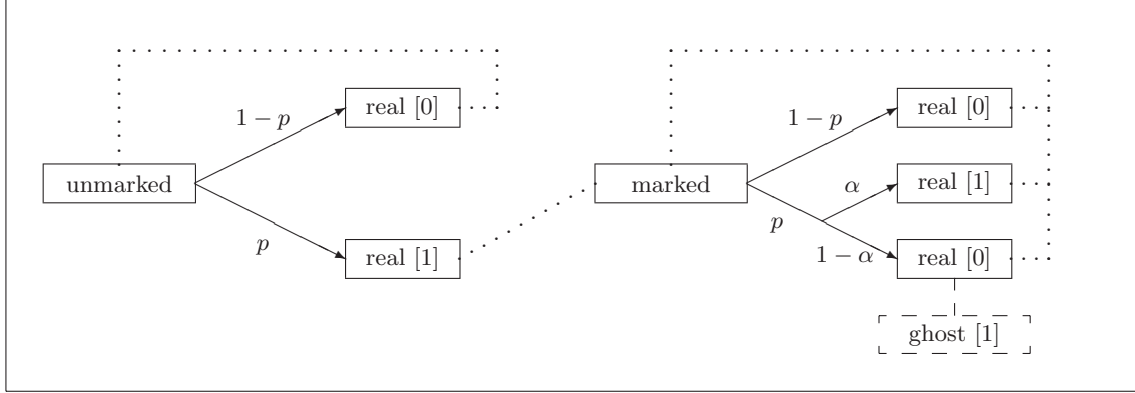 1 − p
real [0]
unmarked
p
real [1]
1 − p
real [0]
marked
α
real [1]
p
1 − α
real [0]
ghost [1]